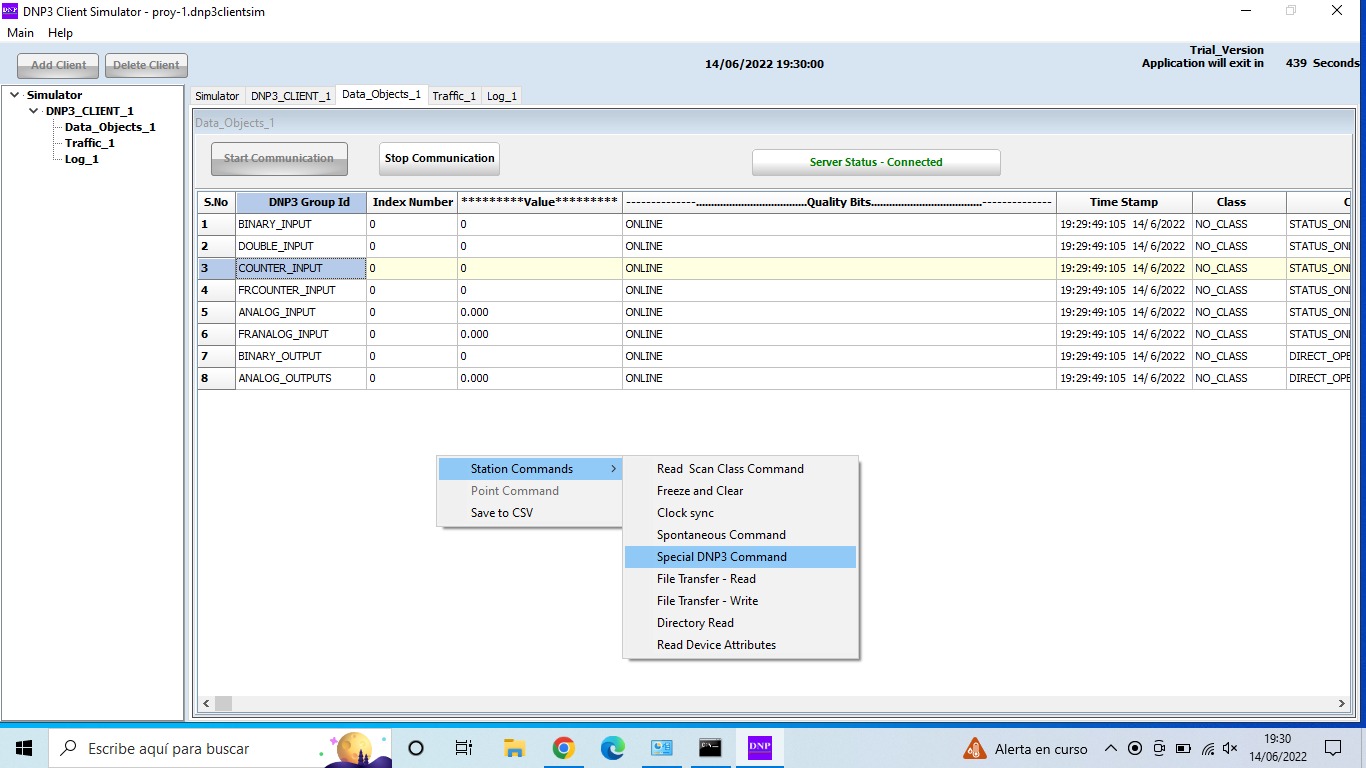 DNP3 Client Simulator - proy-1.dnp3clientsim
Main Help
Add Client Delete Client
14/06/2022 19:30:00
Trial_Version
Application will exit in 439 Seconds
Simulator
DNP3_CLIENT_1
Data_Objects_1
Traffic_1
Log_1
Simulator DNP3_CLIENT_1 Data_Objects_1 Traffic_1 Log_1
Data_Objects_1
Start Communication Stop Communication Server Status - Connected
S.No DNP3 Group Id Index Number *********Value********* --------------.....................................Quality Bits.....................................-------------- Time Stamp Class C
1 BINARY_INPUT 0 0 ONLINE 19:29:49:105 14/ 6/2022 NO_CLASS STATUS_ONL
2 DOUBLE_INPUT 0 0 ONLINE 19:29:49:105 14/ 6/2022 NO_CLASS STATUS_ONL
3 COUNTER_INPUT 0 0 ONLINE 19:29:49:105 14/ 6/2022 NO_CLASS STATUS_ONL
4 FRCOUNTER_INPUT 0 0 ONLINE 19:29:49:105 14/ 6/2022 NO_CLASS STATUS_ONL
5 ANALOG_INPUT 0 0.000 ONLINE 19:29:49:105 14/ 6/2022 NO_CLASS STATUS_ONL
6 FRANALOG_INPUT 0 0.000 ONLINE 19:29:49:105 14/ 6/2022 NO_CLASS STATUS_ONL
7 BINARY_OUTPUT 0 0 ONLINE 19:29:49:105 14/ 6/2022 NO_CLASS DIRECT_OPE
8 ANALOG_OUTPUTS 0 0.000 ONLINE 19:29:49:105 14/ 6/2022 NO_CLASS DIRECT_OPE
Station Commands
Point Command
Save to CSV
Read Scan Class Command
Freeze and Clear
Clock sync
Spontaneous Command
Special DNP3 Command
File Transfer - Read
File Transfer - Write
Directory Read
Read Device Attributes
Escribe aquí para buscar
DNP
Alerta en curso
19:30
14/06/2022